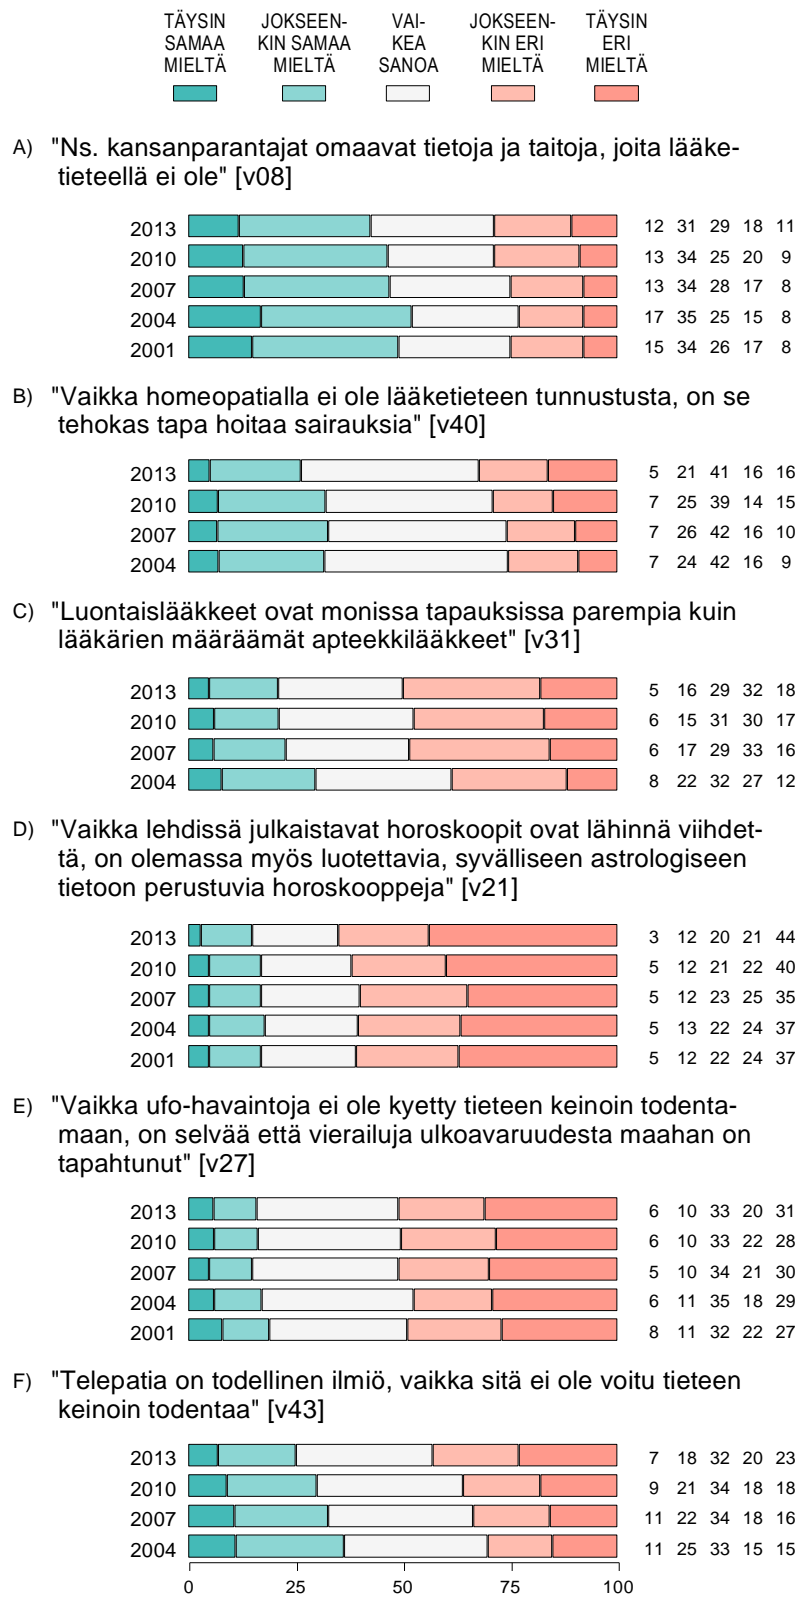 TÄYSIN JOKSEEN- VAI- JOKSEEN- TÄYSIN
SAMAA KIN SAMAA KEA KIN ERI ERI
MIELTÄ MIELTÄ SANOA MIELTÄ MIELTÄ
A) "Ns. kansanparantajat omaavat tietoja ja taitoja, joita lääke-
tieteellä ei ole" [v08]
2013 12 31 29 18 11
2010 13 34 25 20 9
2007 13 34 28 17 8
2004 17 35 25 15 8
2001 15 34 26 17 8
B) "Vaikka homeopatialla ei ole lääketieteen tunnustusta, on se
tehokas tapa hoitaa sairauksia" [v40]
2013 5 21 41 16 16
2010 7 25 39 14 15
2007 7 26 42 16 10
2004 7 24 42 16 9
C) "Luontaislääkkeet ovat monissa tapauksissa parempia kuin
lääkärien määräämät apteekkilääkkeet" [v31]
2013 5 16 29 32 18
2010 6 15 31 30 17
2007 6 17 29 33 16
2004 8 22 32 27 12
D) "Vaikka lehdissä julkaistavat horoskoopit ovat lähinnä viihdet-
tä, on olemassa myös luotettavia, syvälliseen astrologiseen
tietoon perustuvia horoskooppeja" [v21]
2013 3 12 20 21 44
2010 5 12 21 22 40
2007 5 12 23 25 35
2004 5 13 22 24 37
2001 5 12 22 24 37
E) "Vaikka ufo-havaintoja ei ole kyetty tieteen keinoin todenta-
maan, on selvää että vierailuja ulkoavaruudesta maahan on
tapahtunut" [v27]
2013 6 10 33 20 31
2010 6 10 33 22 28
2007 5 10 34 21 30
2004 6 11 35 18 29
2001 8 11 32 22 27
F) "Telepatia on todellinen ilmiö, vaikka sitä ei ole voitu tieteen
keinoin todentaa" [v43]
2013 7 18 32 20 23
2010 9 21 34 18 18
2007 11 22 34 18 16
2004 11 25 33 15 15
0 25 50 75 100